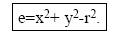 e=x²+ y²-r².